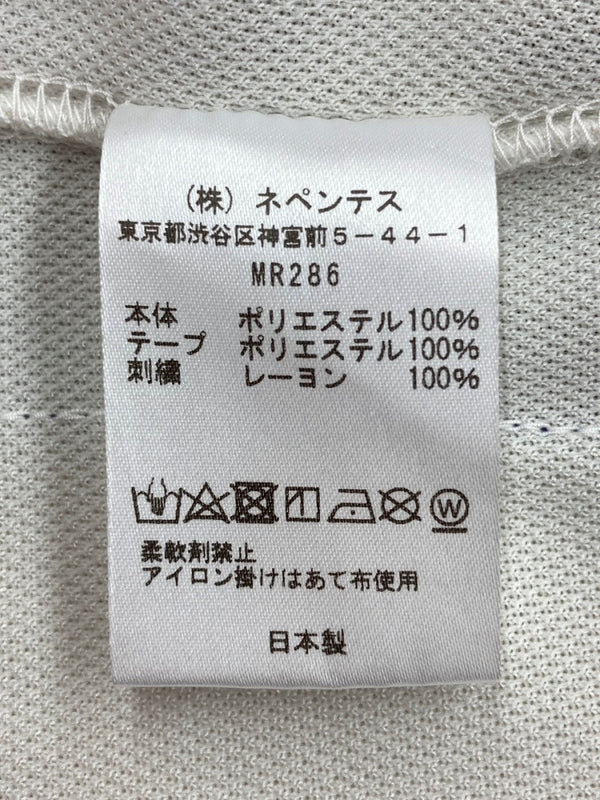 (株) ネペンテス
東京都渋谷区神宮前5-44-1
MR286
本体 ポリエステル100%
テープ ポリエステル100%
刺繍 レーヨン 100%
W
柔軟剤禁止
アイロン掛けはあて布使用
日本製